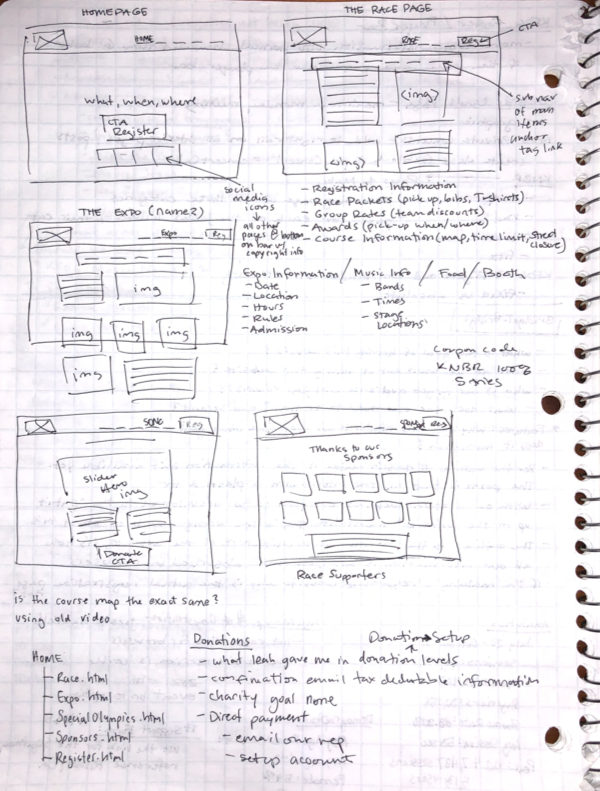 HOMEPAGE
HOME
what, when, where
CTA
Register
social
media
icons
all other
pages @ bottom
on bar w/
copyright info
THE RACE PAGE
RACE
Register
CTA
<img>
<img>
sub nav
of main
items
anchor
tag link
- Registration Information
- Race Packets (pick up, bibs, T-shirts)
- Group Rates (team discounts)
- Awards (pick-up when/where)
- course Information (map, time limit, street
closure)
THE EXPO (name?)
Expo
Reg
img
img
img
img
img
Expo Information / Music Info / Food / Booth
- Date
- Location
- Hours
- Rules
- Admission
- Bands
- Times
- stage
Locations
Coupon code
KNBR 100%
5 series
SONC
Reg
Slider
Hero
img
Donate
CTA
Reg
Thanks to our
Sponsors
Race Supporters
is the course map the exact same?
using old video
HOME
- Race.html
- Expo.html
- Special Olympics.html
- Sponsors.html
- Register.html
Donations
Donation setup
- what leah gave me in donation levels
- confination email tax dedutable information
- charity goal none
- Direct payment
- email our rep
- setup account